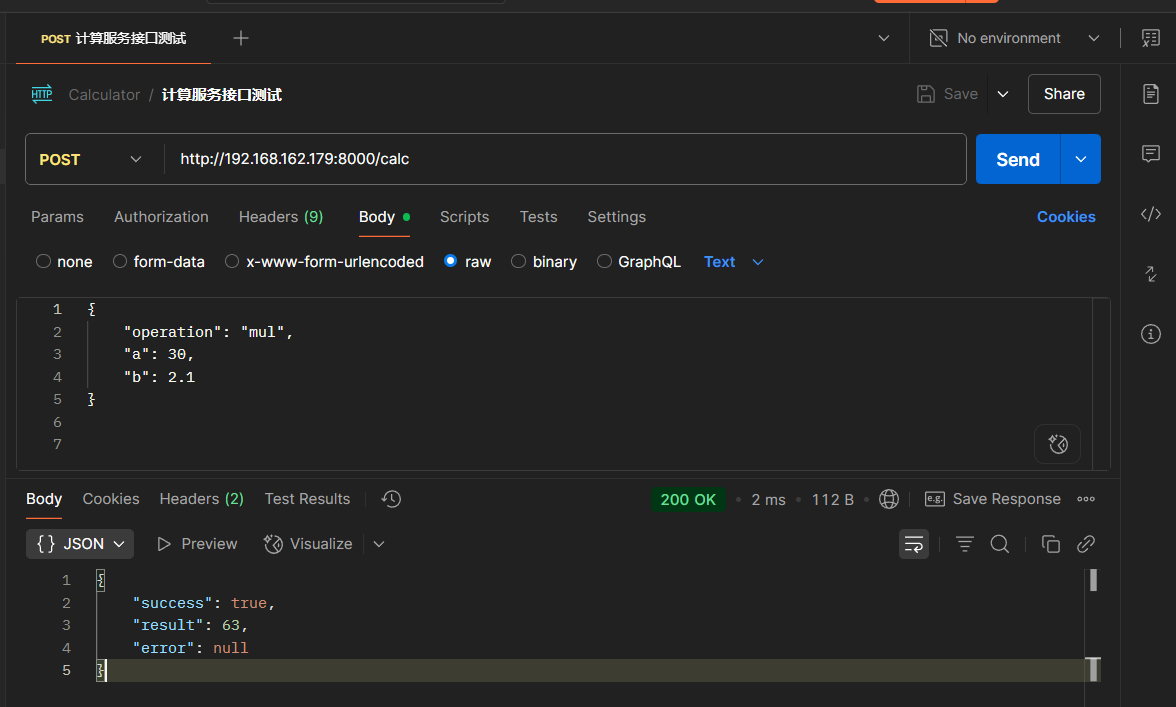 POST 计算服务接口测试
No environment
HTTP Calculator / 计算服务接口测试
Save
Share
POST http://192.168.162.179:8000/calc
Send
Params Authorization Headers (9) Body Scripts Tests Settings Cookies
none form-data x-www-form-urlencoded raw binary GraphQL Text
1 {
2 "operation": "mul",
3 "a": 30,
4 "b": 2.1
5 }
6
7
Body Cookies Headers (2) Test Results 200 OK • 2 ms • 112 B • e.g. Save Response
{} JSON Preview Visualize
1 {
2 "success": true,
3 "result": 63,
4 "error": null
5 }